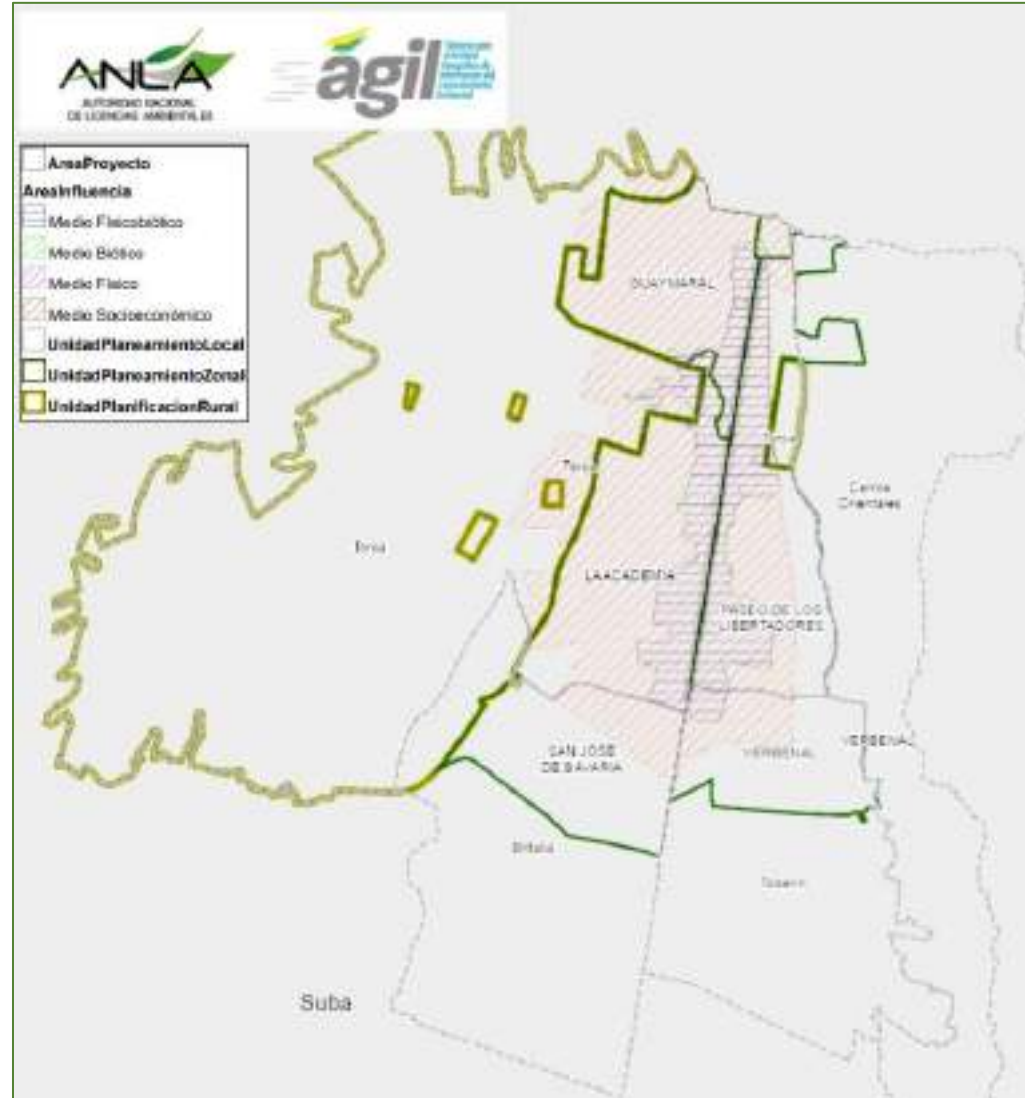 ANLA
AUTORIDAD NACIONAL
DE LICENCIAS AMBIENTALES
ágil
AreaProyecto
AreaInfluencia
Medio Fisicobiótico
Medio Biótico
Medio Físico
Medio Socioeconómico
UnidadPlaneamientoLocal
UnidadPlaneamientoZonal
UnidadPlanificacionRural
GUAYMARAL
Cerros
Orientales
Torca
LA ACADEMIA
PASEO DE LOS
LIBERTADORES
SAN JOSE
DE BAVARIA
VERBENAL
VERBENAL
Britalia
Suba